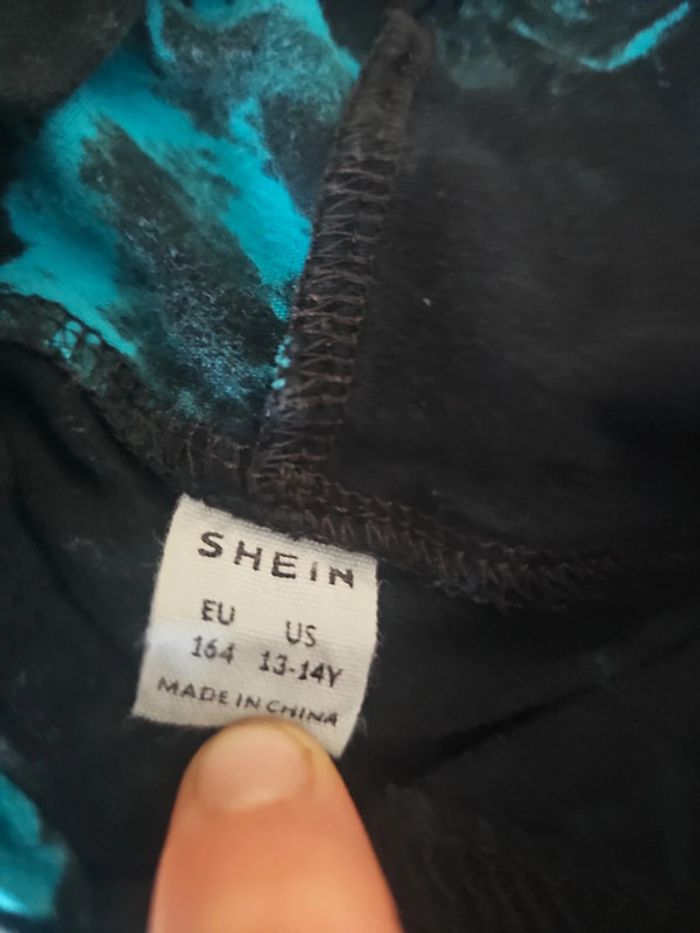 SHEIN
EU US
164 13-14Y
MADE IN CHINA